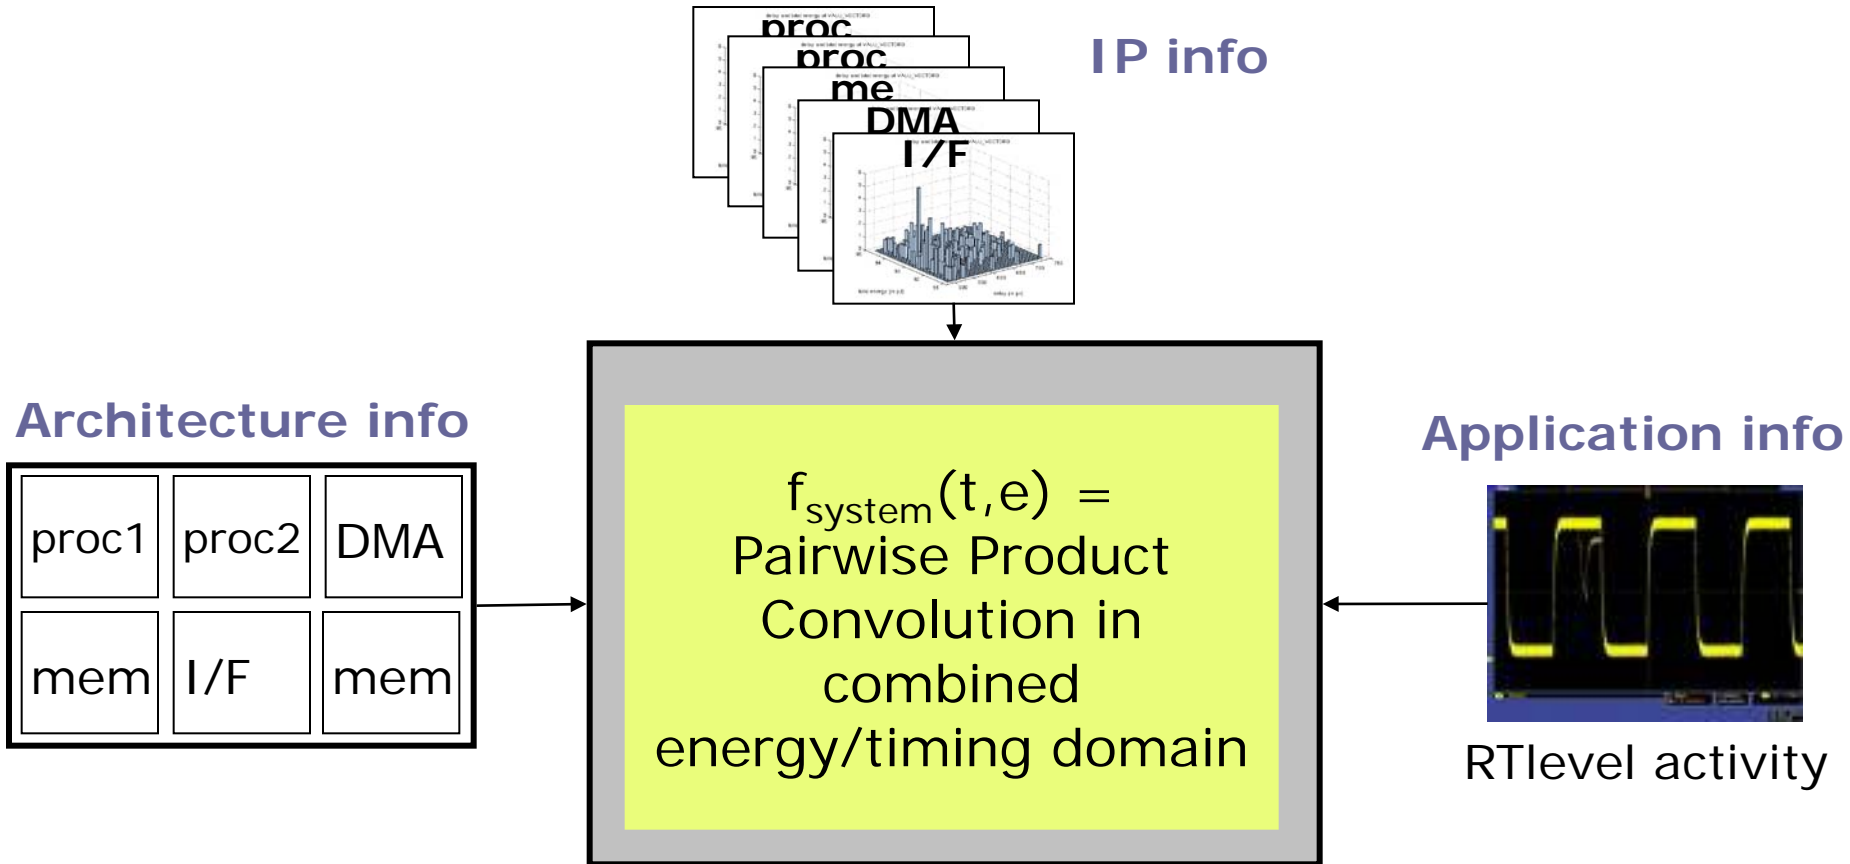 proc
proc
me
DMA
I/F
IP info
Architecture info
proc1 proc2 DMA
mem I/F mem
f_system(t,e) =
Pairwise Product
Convolution in
combined
energy/timing domain
Application info
RTlevel activity